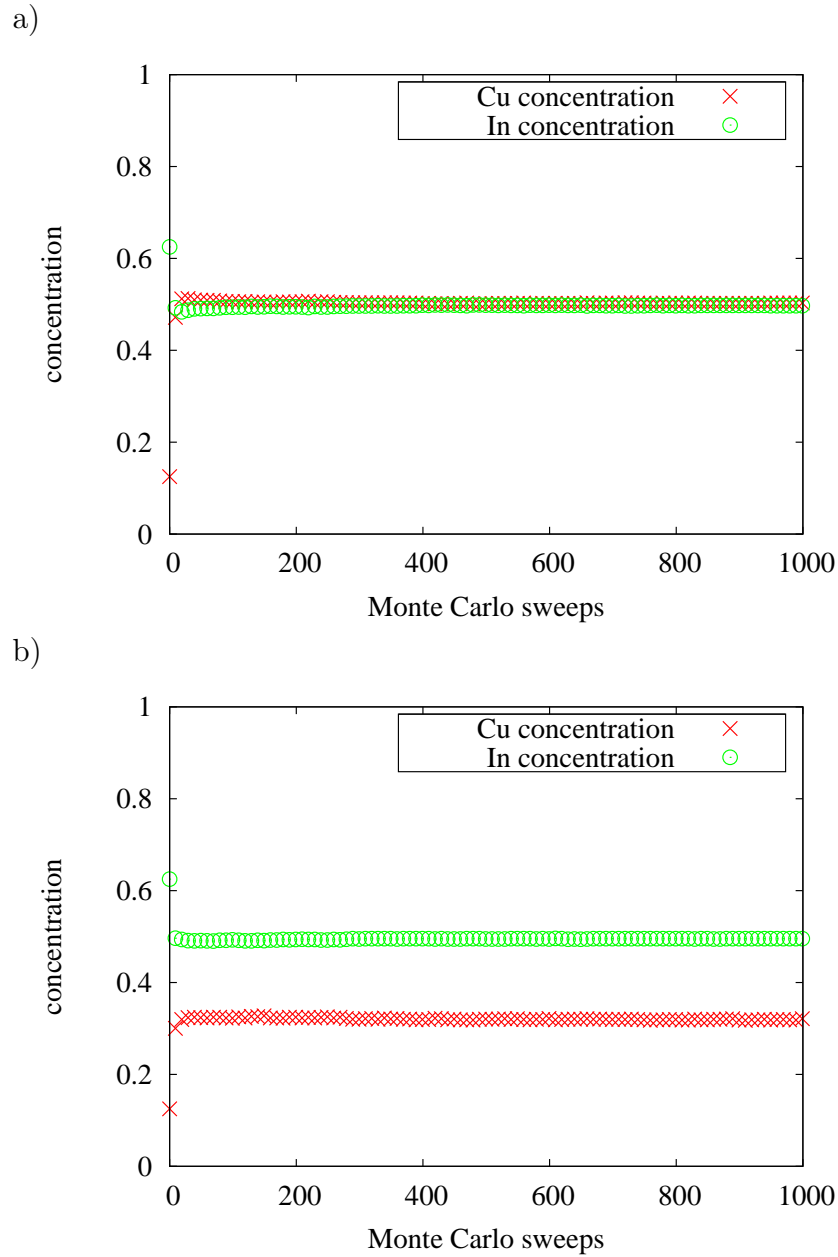 a)
1
0.8
0.6
0.4
0.2
0
0 200 400 600 800 1000
concentration
Monte Carlo sweeps
Cu concentration
In concentration
b)
1
0.8
0.6
0.4
0.2
0
0 200 400 600 800 1000
concentration
Monte Carlo sweeps
Cu concentration
In concentration